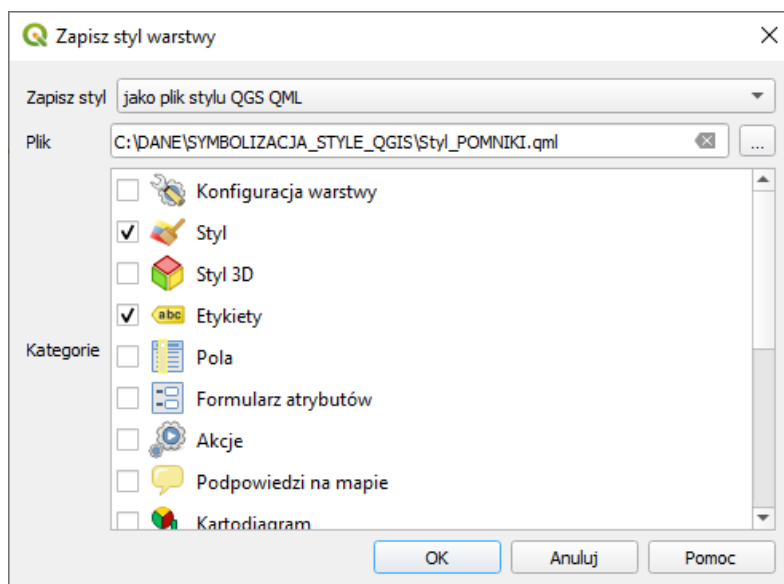 Zapisz styl warstwy
Zapisz styl jako plik stylu QGS QML
Plik C:\DANE\SYMBOLIZACJA_STYLE_QGIS\Styl_POMNIKI.qml ...
Konfiguracja warstwy
Styl
Styl 3D
abc Etykiety
Kategorie Pola
Formularz atrybutów
Akcje
Podpowiedzi na mapie
Kartodiagram
OK Anuluj Pomoc